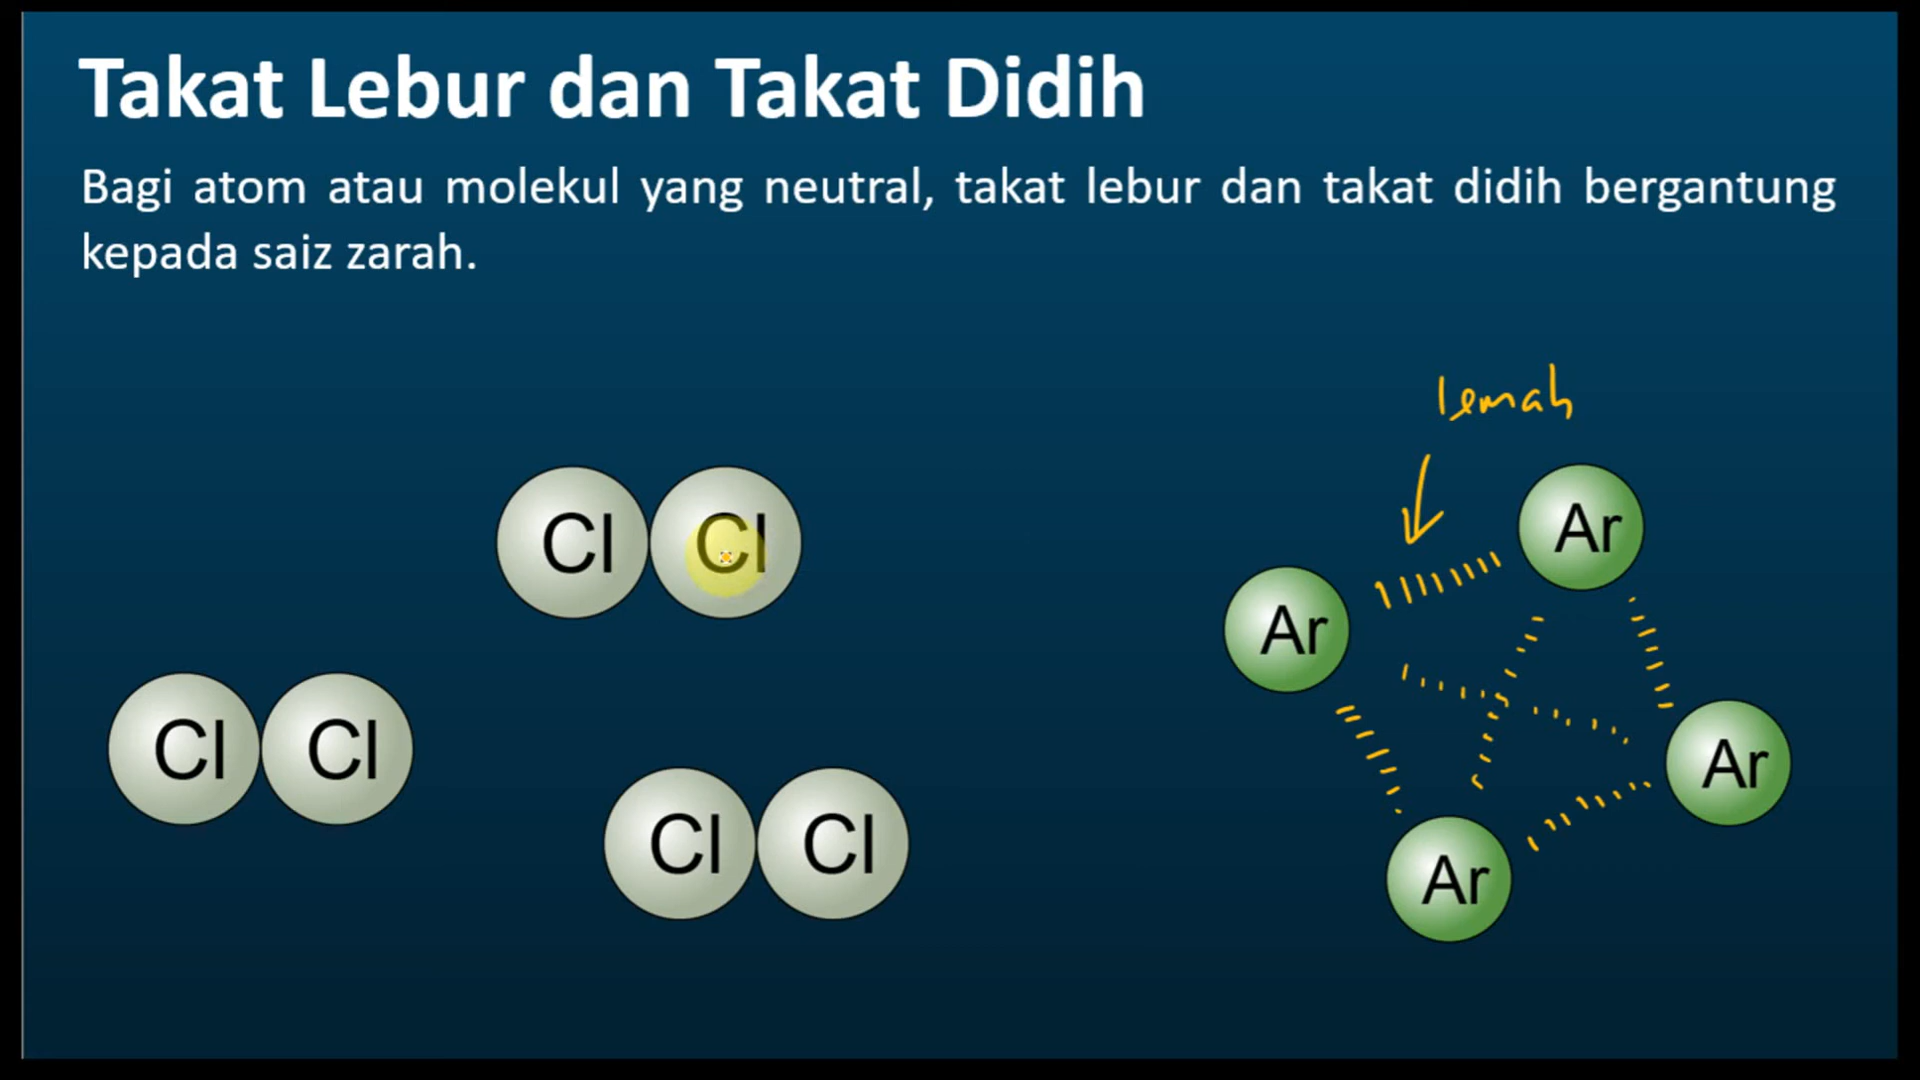 Takat Lebur dan Takat Didih
Bagi atom atau molekul yang neutral, takat lebur dan takat didih bergantung
kepada saiz zarah.
lemah
Cl Cl
Ar
Ar
Cl Cl
Ar
Cl Cl
Ar